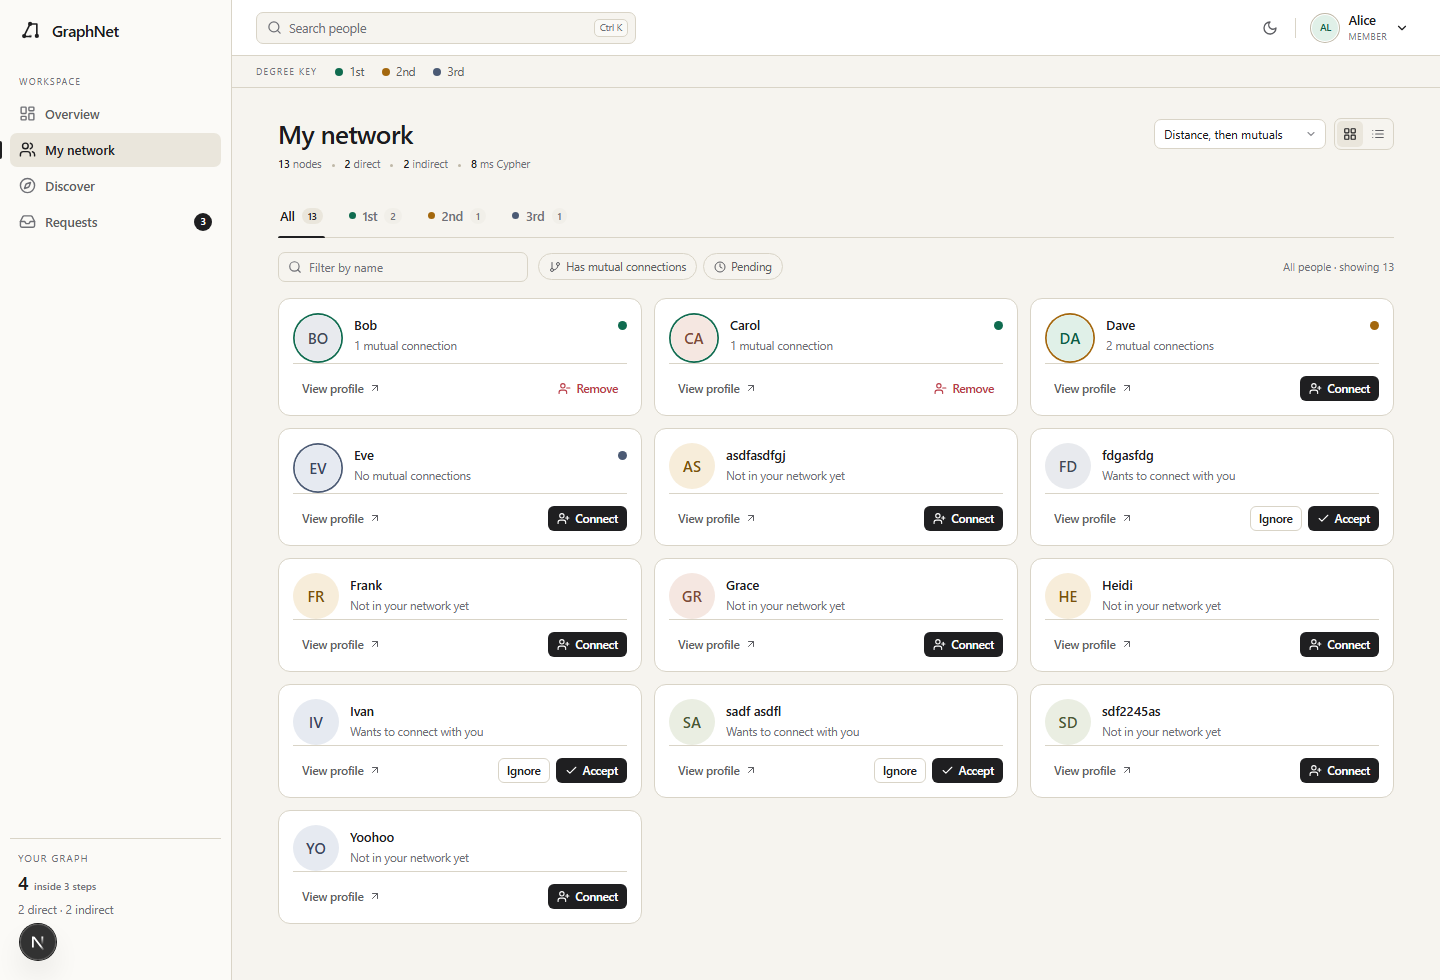 GraphNet
Search people
Ctrl K
AL
Alice
MEMBER
WORKSPACE
Overview
My network
Discover
Requests
3
DEGREE KEY 1st 2nd 3rd
My network
13 nodes • 2 direct • 2 indirect • 8 ms Cypher
Distance, then mutuals
All 13 1st 2 2nd 1 3rd 1
Filter by name
Has mutual connections
Pending
All people · showing 13
BO
Bob
1 mutual connection
View profile
Remove
CA
Carol
1 mutual connection
View profile
Remove
DA
Dave
2 mutual connections
View profile
Connect
EV
Eve
No mutual connections
View profile
Connect
AS
asdfasdfgj
Not in your network yet
View profile
Connect
FD
fdgasfdg
Wants to connect with you
View profile
Ignore
Accept
FR
Frank
Not in your network yet
View profile
Connect
GR
Grace
Not in your network yet
View profile
Connect
HE
Heidi
Not in your network yet
View profile
Connect
IV
Ivan
Wants to connect with you
View profile
Ignore
Accept
SA
sadf asdfl
Wants to connect with you
View profile
Ignore
Accept
SD
sdf2245as
Not in your network yet
View profile
Connect
YO
Yoohoo
Not in your network yet
View profile
Connect
YOUR GRAPH
4 inside 3 steps
2 direct · 2 indirect
N